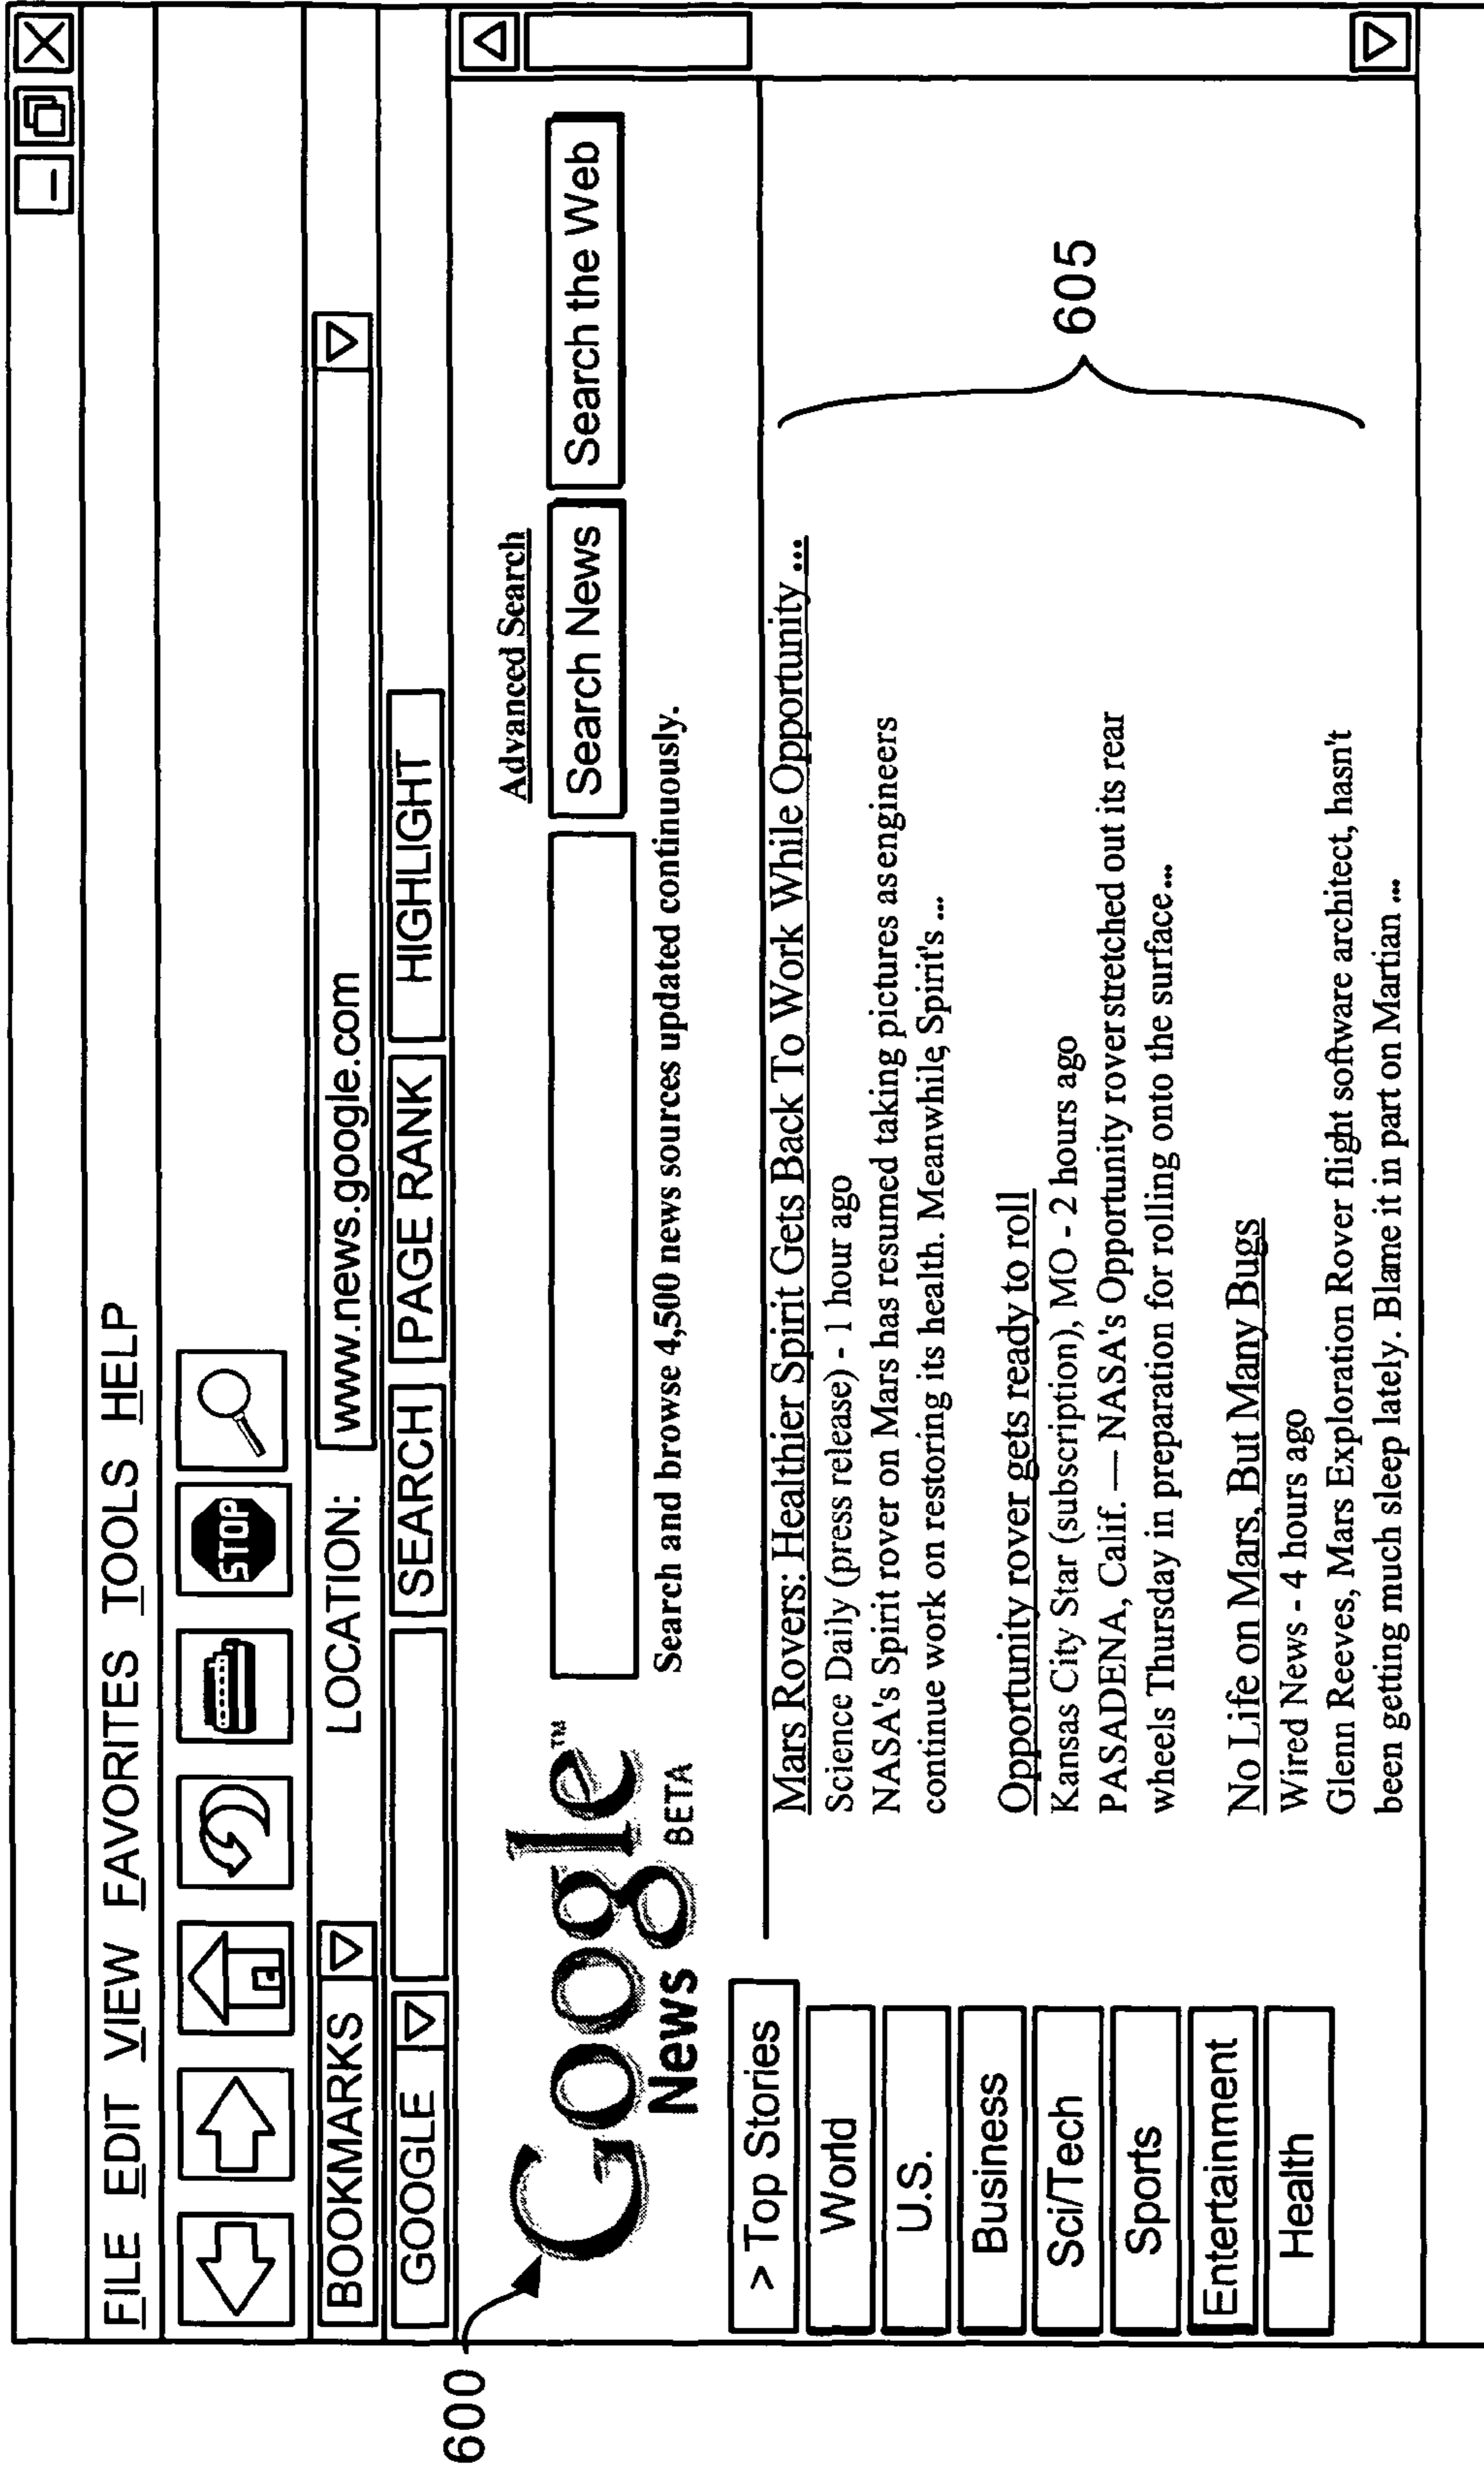 FILE EDIT VIEW FAVORITES TOOLS HELP
STOP
BOOKMARKS LOCATION: www.news.google.com
GOOGLE SEARCH PAGE RANK HIGHLIGHT
600
Google™
News BETA
Advanced Search
Search News Search the Web
Search and browse 4,500 news sources updated continuously.
> Top Stories
World
U.S.
Business
Sci/Tech
Sports
Entertainment
Health
Mars Rovers: Healthier Spirit Gets Back To Work While Opportunity ...
Science Daily (press release) - 1 hour ago
NASA's Spirit rover on Mars has resumed taking pictures as engineers
continue work on restoring its health. Meanwhile, Spirit's ...
Opportunity rover gets ready to roll
Kansas City Star (subscription), MO - 2 hours ago
PASADENA, Calif. — NASA's Opportunity rover stretched out its rear
wheels Thursday in preparation for rolling onto the surface...
No Life on Mars, But Many Bugs
Wired News - 4 hours ago
Glenn Reeves, Mars Exploration Rover flight software architect, hasn't
been getting much sleep lately. Blame it in part on Martian ...
605